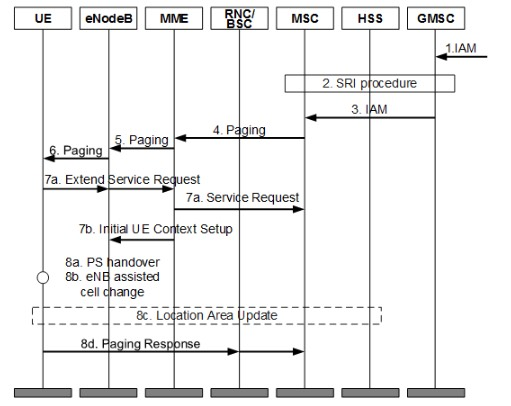 UE eNodeB MME RNC/ MSC HSS GMSC
BSC
1.IAM
2. SRI procedure
3. IAM
4. Paging
5. Paging
6. Paging
7a. Extend Service Request
7a. Service Request
7b. Initial UE Context Setup
8a. PS handover
8b. eNB assisted
cell change
8c. Location Area Update
8d. Paging Response